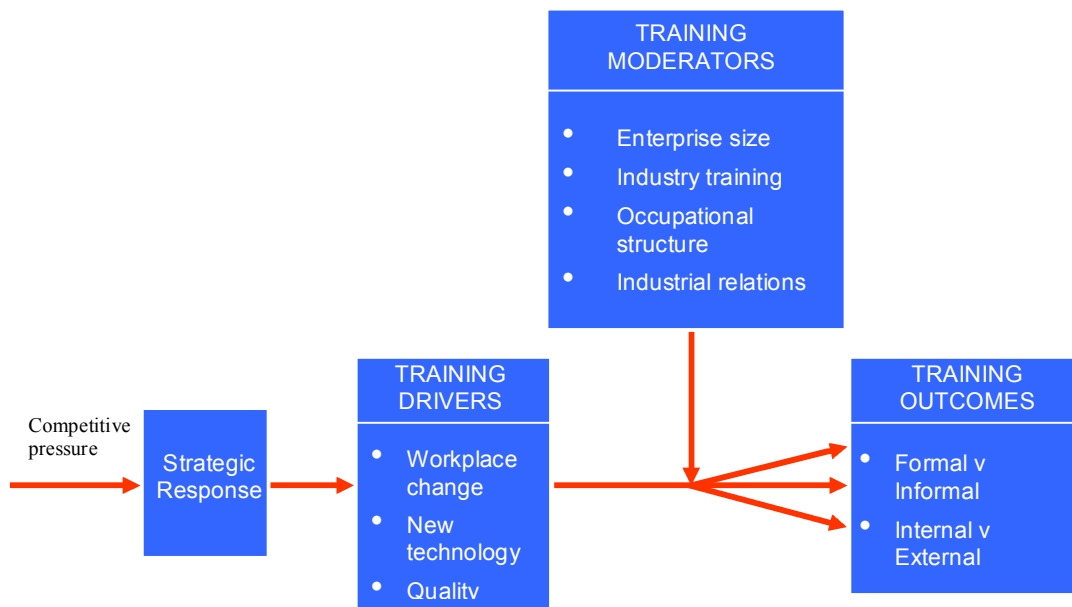 TRAINING
MODERATORS
• Enterprise size
• Industry training
• Occupational
structure
• Industrial relations
Competitive
pressure
Strategic
Response
TRAINING
DRIVERS
• Workplace
change
• New
technology
• Quality
TRAINING
OUTCOMES
• Formal v
Informal
• Internal v
External